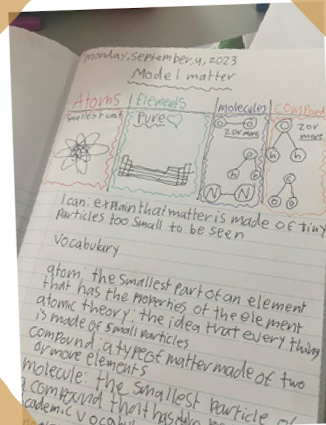 Monday, September, 4, 2023
Model matter
Atoms Elements molecules
smallest unit Pure 2 or more 2 or more
O O
O
O h h
h O
N N O O
I can: explain that matter is made of tiny
particles too small to be seen
Vocabulary
atom: the smallest part of an element
that has the properties of the element
atomic theory: the idea that every thing
is made of small particles
compound: a type of matter made of two
or more elements
molecule: the smallest particle of
a compound that has